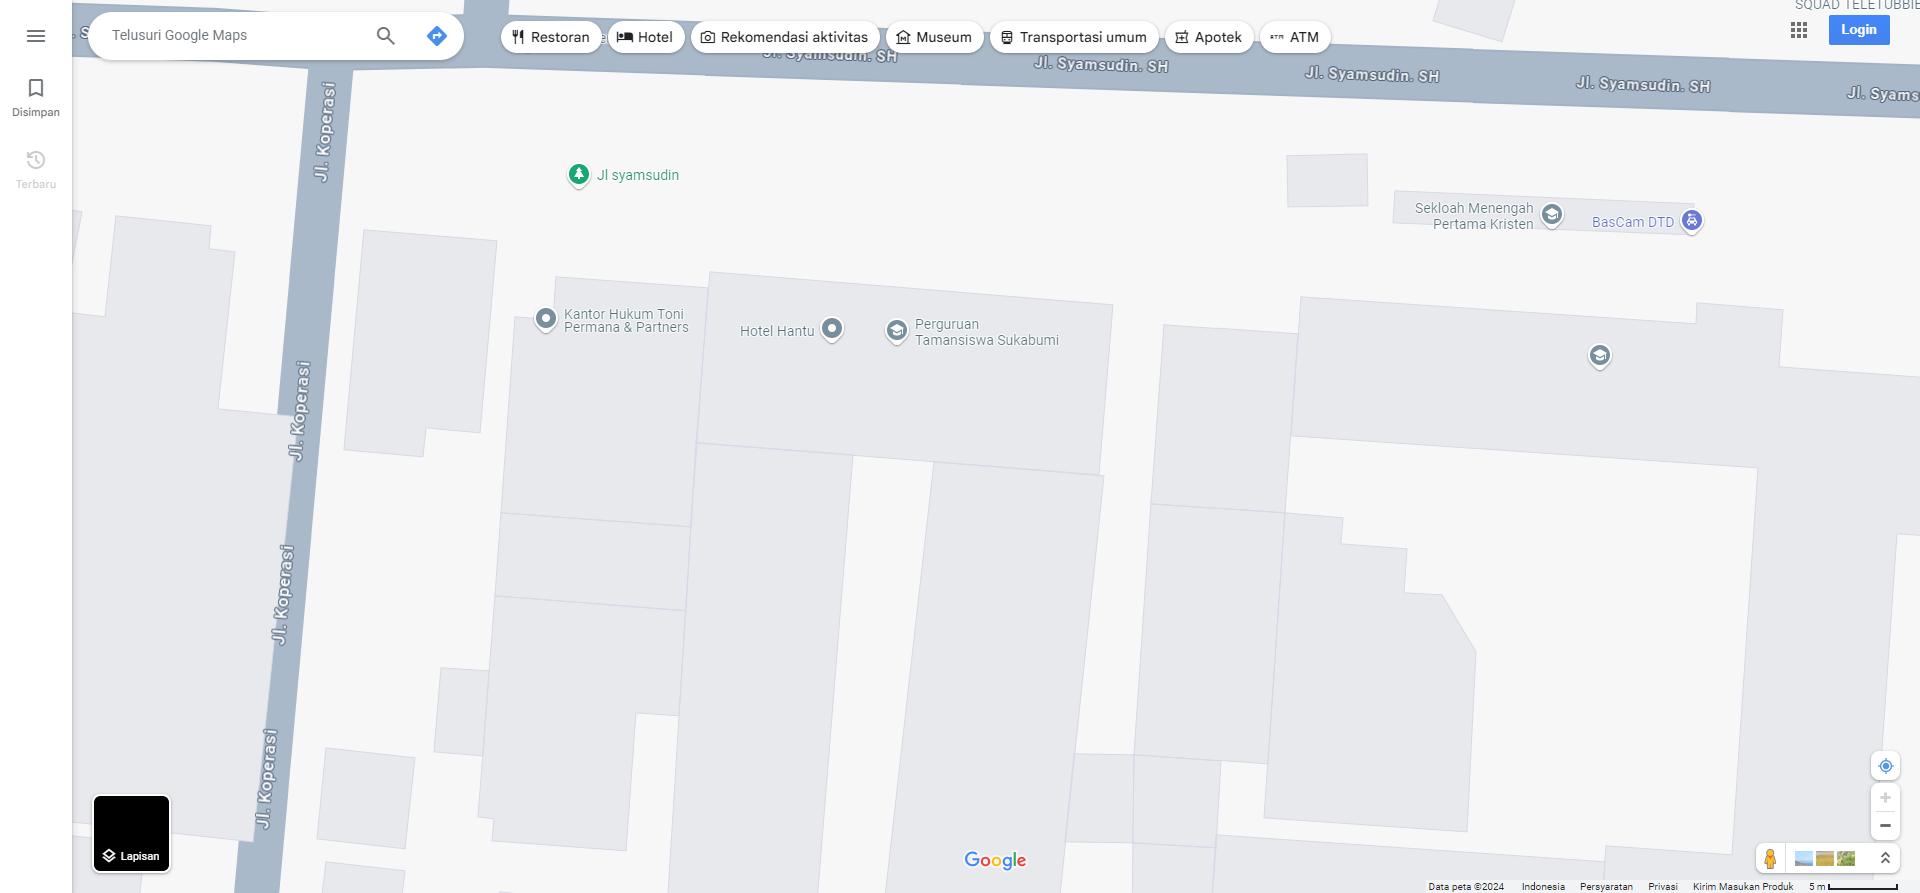 SQUAD TELETUBBIE
Telusuri Google Maps
Restoran
Hotel
Rekomendasi aktivitas
Museum
Transportasi umum
Apotek
ATM
Login
Disimpan
Terbaru
Jl. Syamsudin. SH
Jl. Syamsudin. SH
Jl. Syamsudin. SH
Jl. Syamsudin. SH
Jl. Syams
Jl. Koperasi
Jl syamsudin
Sekloah Menengah
Pertama Kristen
BasCam DTD
Kantor Hukum Toni
Permana & Partners
Hotel Hantu
Perguruan
Tamansiswa Sukabumi
Jl. Koperasi
Jl. Koperasi
Jl. Koperasi
Lapisan
Google
Data peta ©2024
Indonesia
Persyaratan
Privasi
Kirim Masukan Produk
5 m